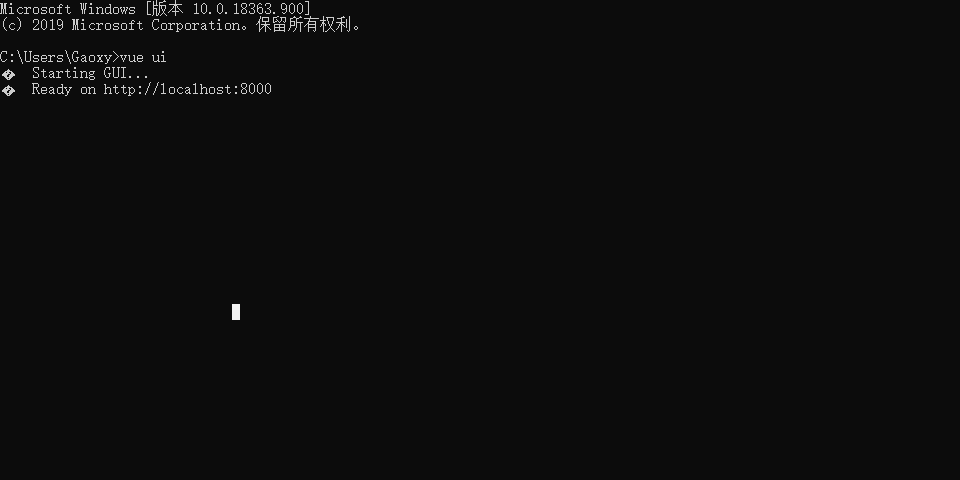 Microsoft Windows [版本 10.0.18363.900]
(c) 2019 Microsoft Corporation。保留所有权利。
C:\Users\Gaoxy>vue ui
� Starting GUI...
� Ready on http://localhost:8000